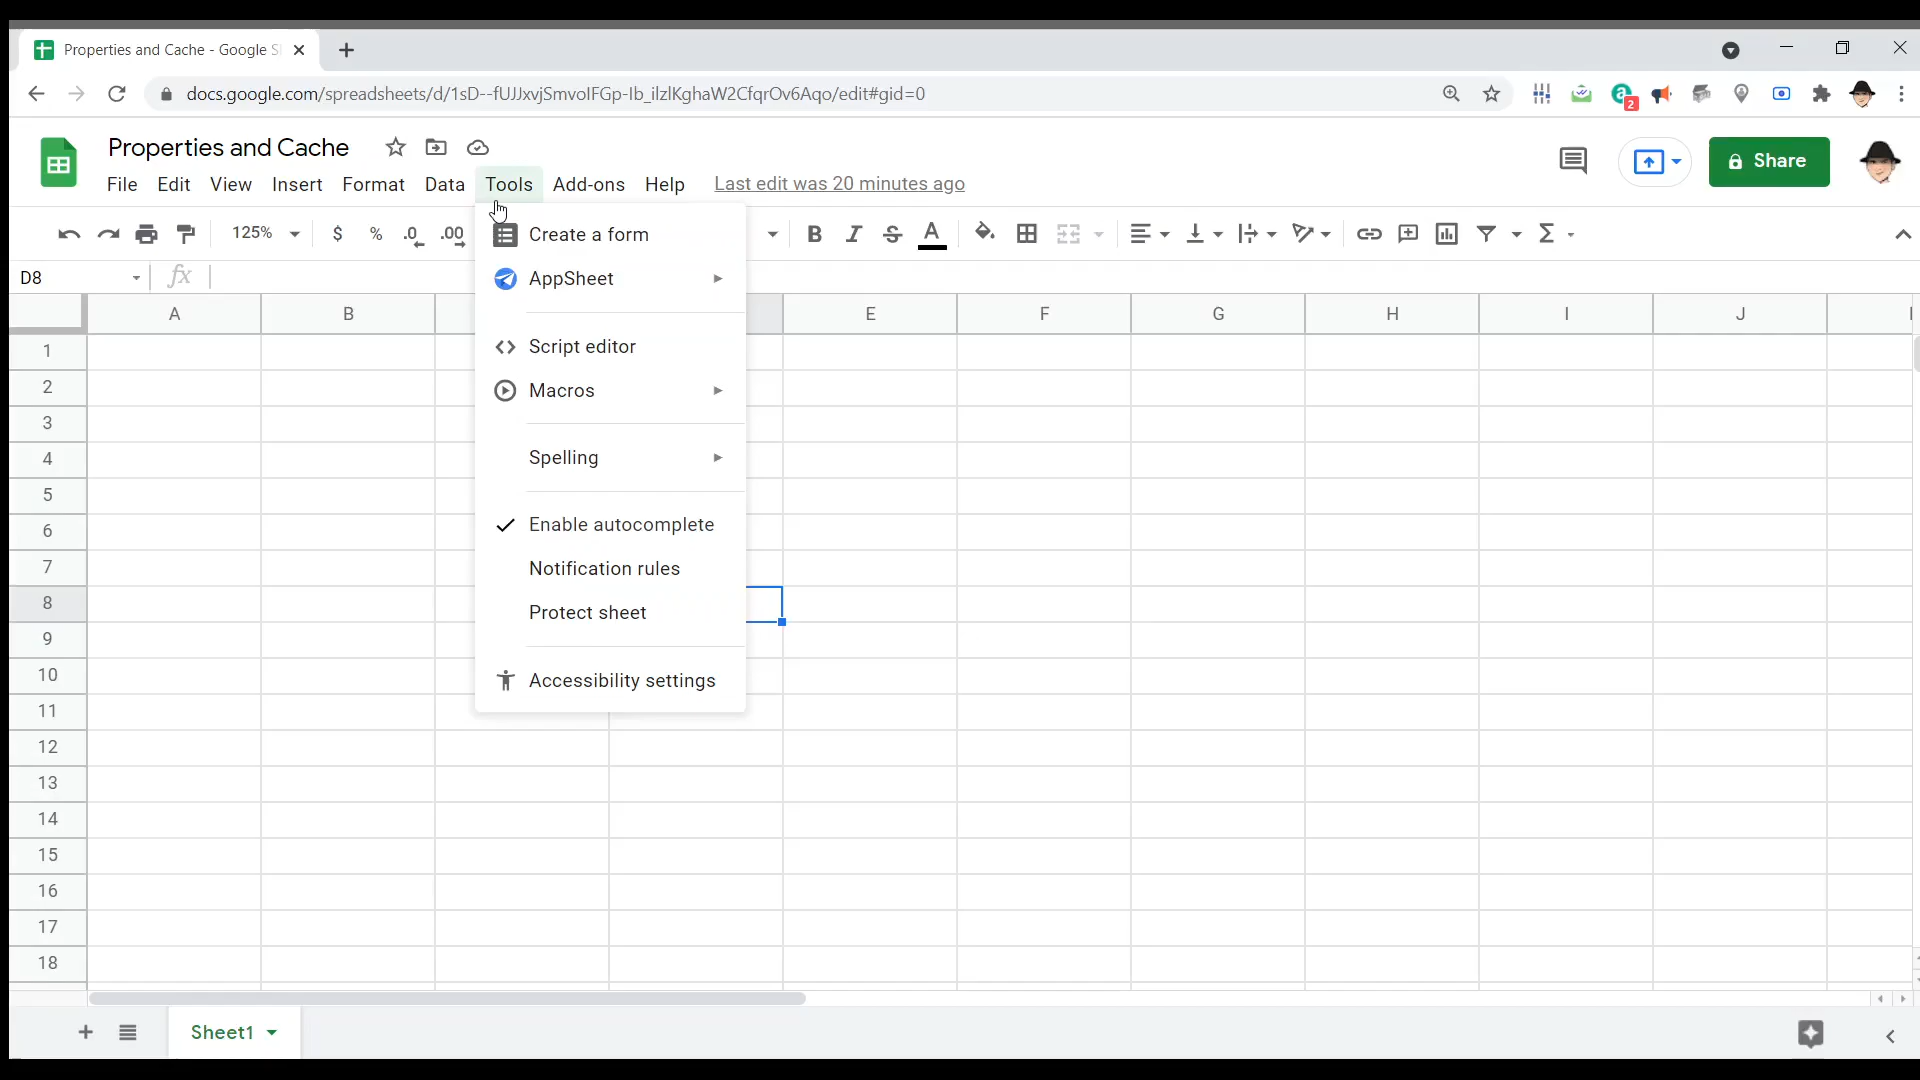 Properties and Cache - Google S
docs.google.com/spreadsheets/d/1sD--fUJJxvjSmvoIFGp-Ib_ilzlKghaW2CfqrOv6Aqo/edit#gid=0
2
Properties and Cache
Share
File Edit View Insert Format Data Tools Add-ons Help Last edit was 20 minutes ago
125% $ % .0 .00 B I S A Σ
D8 fx
A B E F G H I J
Create a form
AppSheet
Script editor
Macros
Spelling
Enable autocomplete
Notification rules
Protect sheet
Accessibility settings
1
2
3
4
5
6
7
8
9
10
11
12
13
14
15
16
17
18
Sheet1